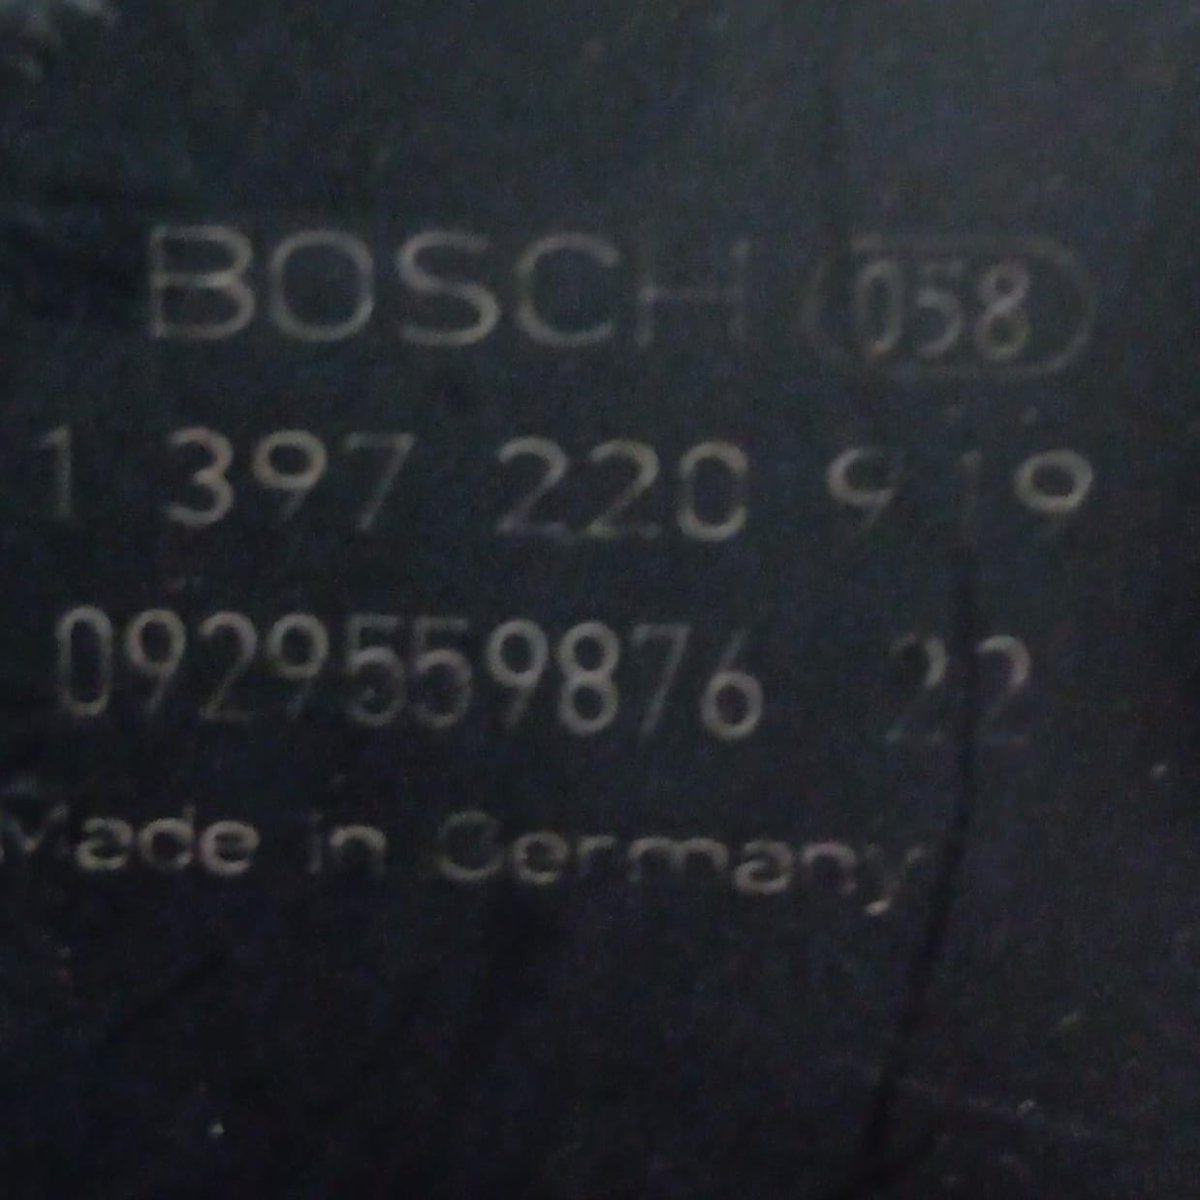 BOSCH 058
1 397 220 919
0929559876 22
Made in Germany